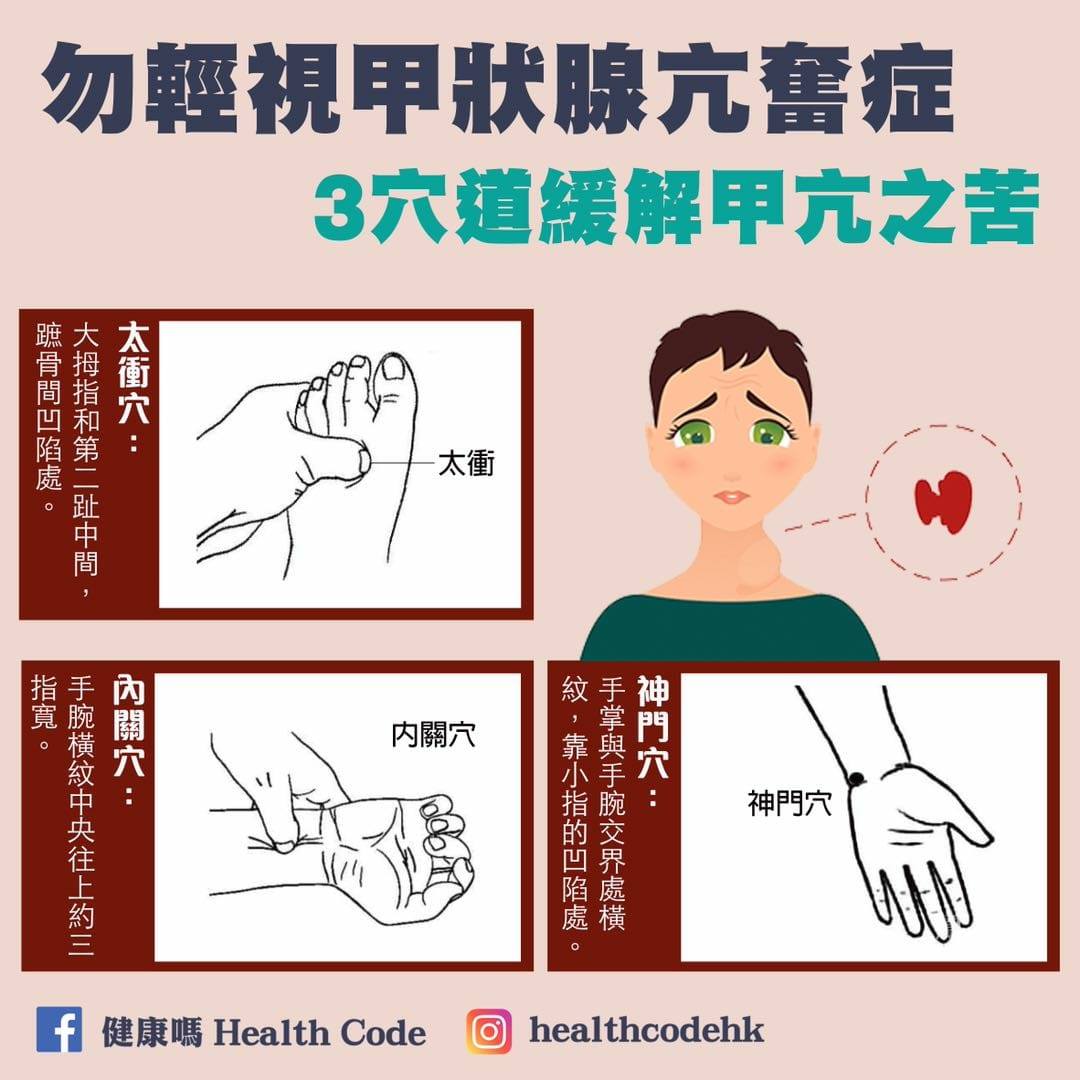 勿輕視甲狀腺亢奮症
3穴道緩解甲亢之苦
太衝穴：
大拇指和第二趾中間，
蹠骨間凹陷處。
太衝
內關穴：
手腕橫紋中央往上約三
指寬。
内關穴
神門穴：
手掌與手腕交界處橫
紋，靠小指的凹陷處。
神門穴
健康嗎 Health Code
healthcodehk